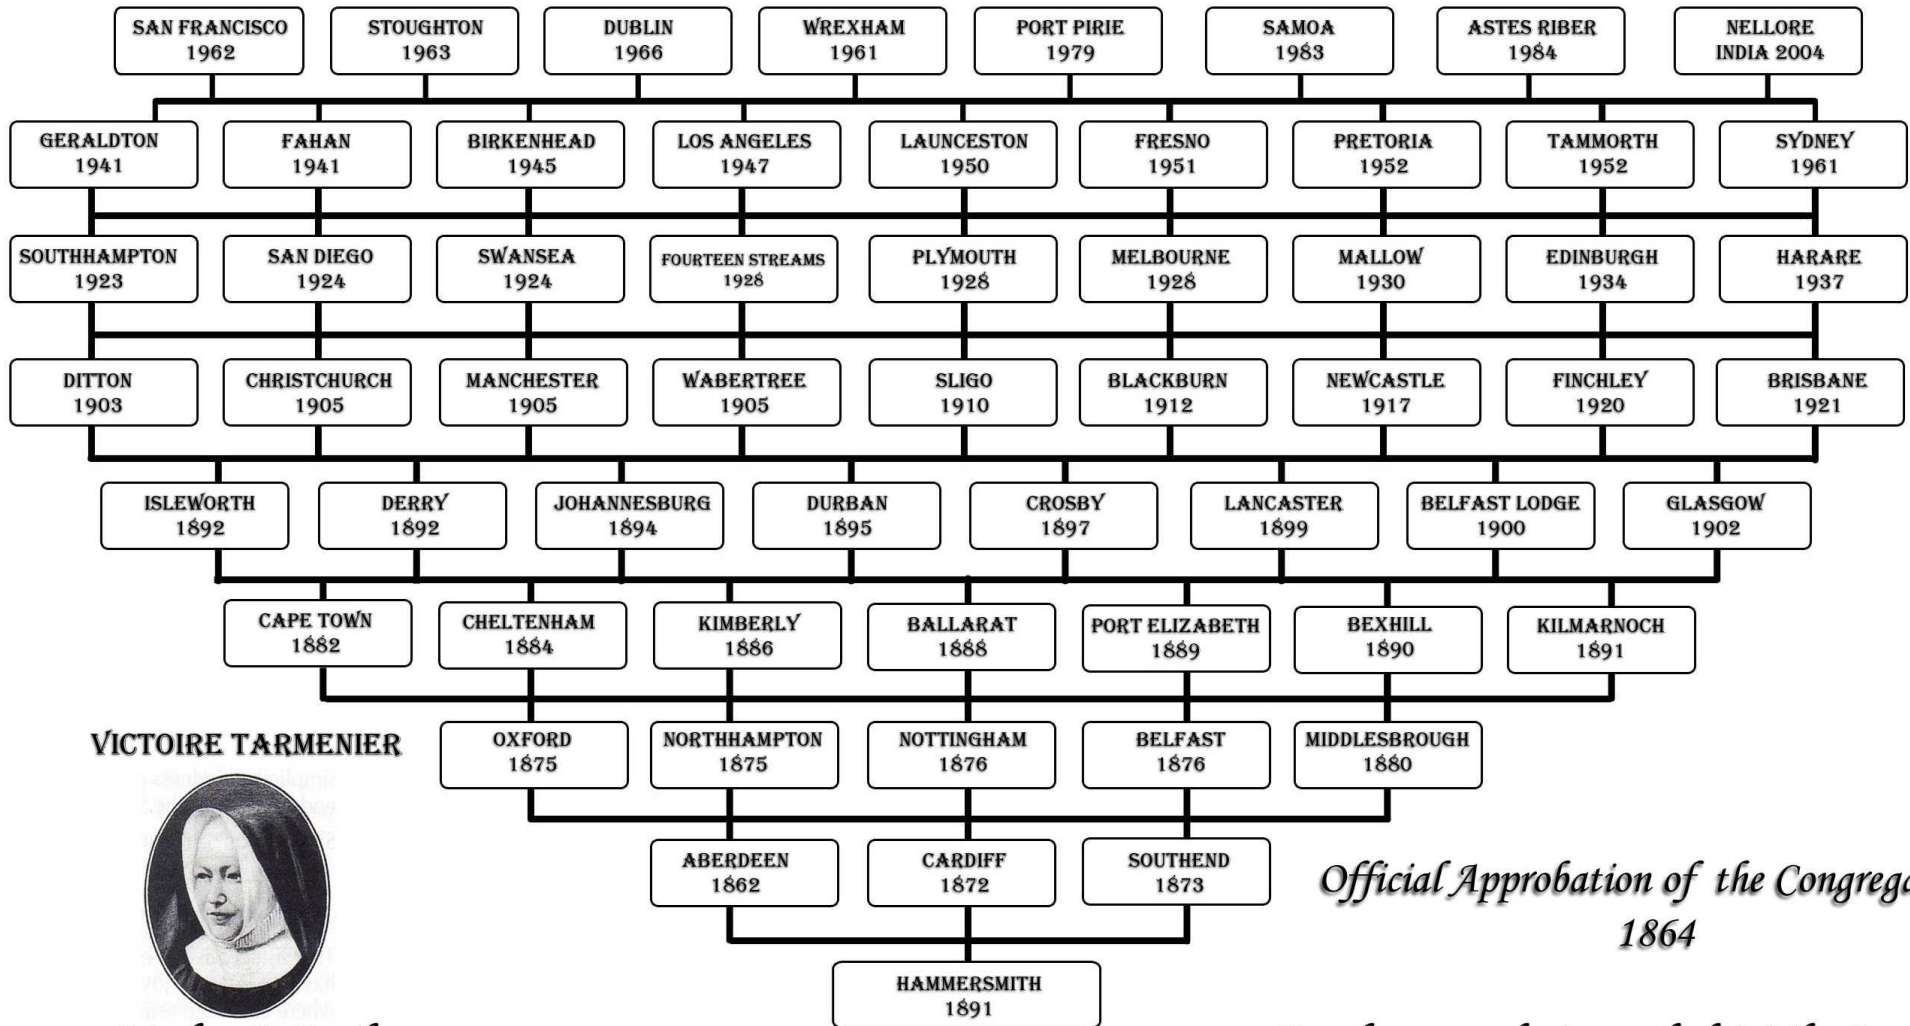 SAN FRANCISCO
1962
STOUGHTON
1963
DUBLIN
1966
WREXHAM
1961
PORT PIRIE
1979
SAMOA
1983
ASTES RIBER
1984
NELLORE
INDIA 2004
GERALDTON
1941
FAHAN
1941
BIRKENHEAD
1945
LOS ANGELES
1947
LAUNCESTON
1950
FRESNO
1951
PRETORIA
1952
TAMMORTH
1952
SYDNEY
1961
SOUTHHAMPTON
1923
SAN DIEGO
1924
SWANSEA
1924
FOURTEEN STREAMS
1928
PLYMOUTH
1928
MELBOURNE
1928
MALLOW
1930
EDINBURGH
1934
HARARE
1937
DITTON
1903
CHRISTCHURCH
1905
MANCHESTER
1905
WABERTREE
1905
SLIGO
1910
BLACKBURN
1912
NEWCASTLE
1917
FINCHLEY
1920
BRISBANE
1921
ISLEWORTH
1892
DERRY
1892
JOHANNESBURG
1894
DURBAN
1895
CROSBY
1897
LANCASTER
1899
BELFAST LODGE
1900
GLASGOW
1902
CAPE TOWN
1882
CHELTENHAM
1884
KIMBERLY
1886
BALLARAT
1888
PORT ELIZABETH
1889
BEXHILL
1890
KILMARNOCH
1891
VICTOIRE TARMENIER
OXFORD
1875
NORTHHAMPTON
1875
NOTTINGHAM
1876
BELFAST
1876
MIDDLESBROUGH
1880
ABERDEEN
1862
CARDIFF
1872
SOUTHEND
1873
Official Approbation of the
1864
HAMMERSMITH
1891